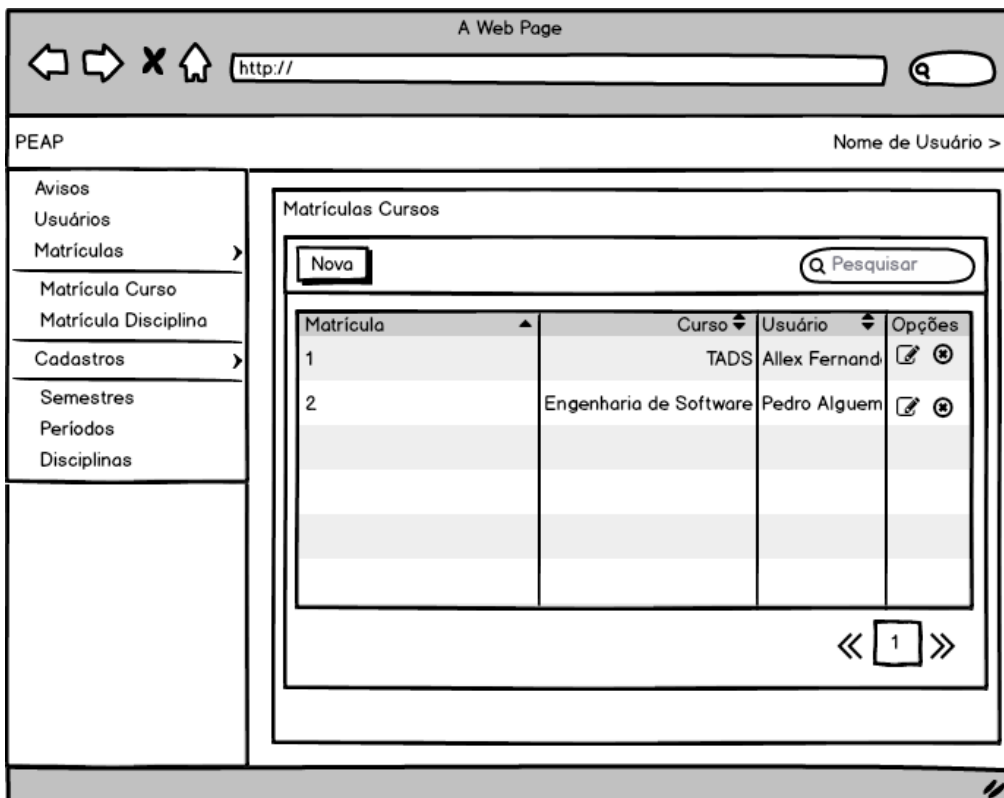 A Web Page
http://
PEAP
Nome de Usuário >
Avisos
Usuários
Matrículas
Matrícula Curso
Matrícula Disciplina
Cadastros
Semestres
Períodos
Disciplinas
Matrículas Cursos
Nova
Pesquisar
Matrícula Curso Usuário Opções
1 TADS Allex Fernand
2 Engenharia de Software Pedro Alguem
1